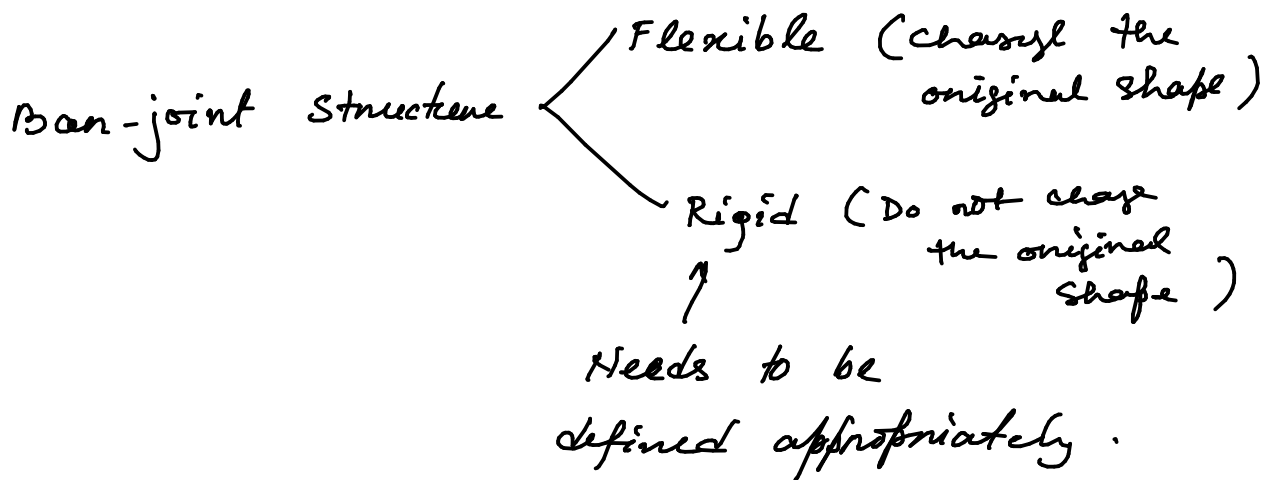 Flexible (Change the
original shape)
Bar-joint Structure
Rigid (Do not change
the original
shape)
Needs to be
defined appropriately.